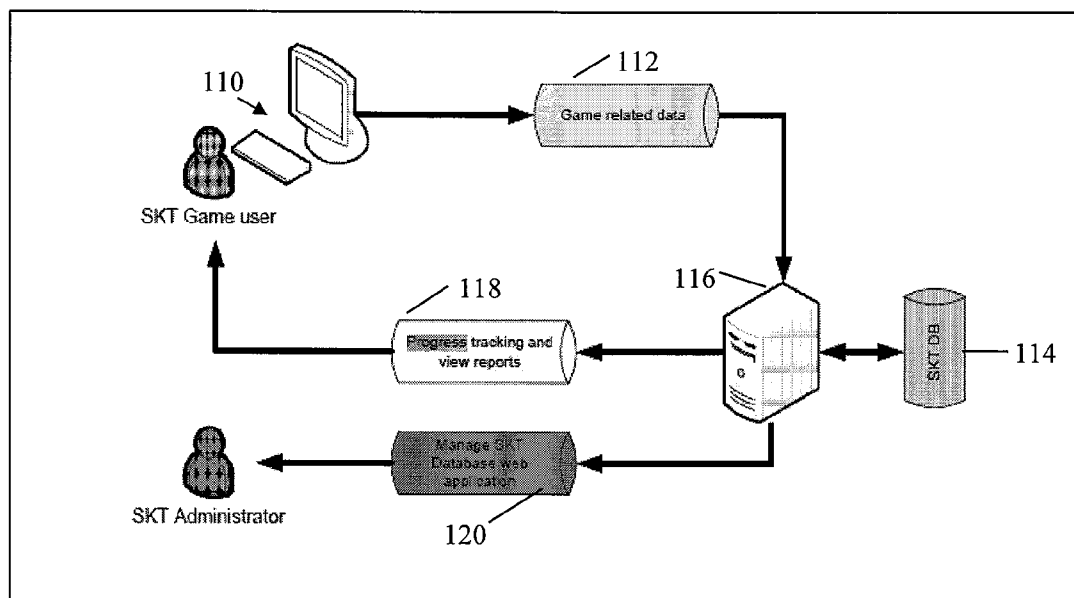 112
110
Game related data
SKT Game user
118
116
Progress tracking and
view reports
SKT DB
114
Manage SKT
Database web
application
SKT Administrator
120